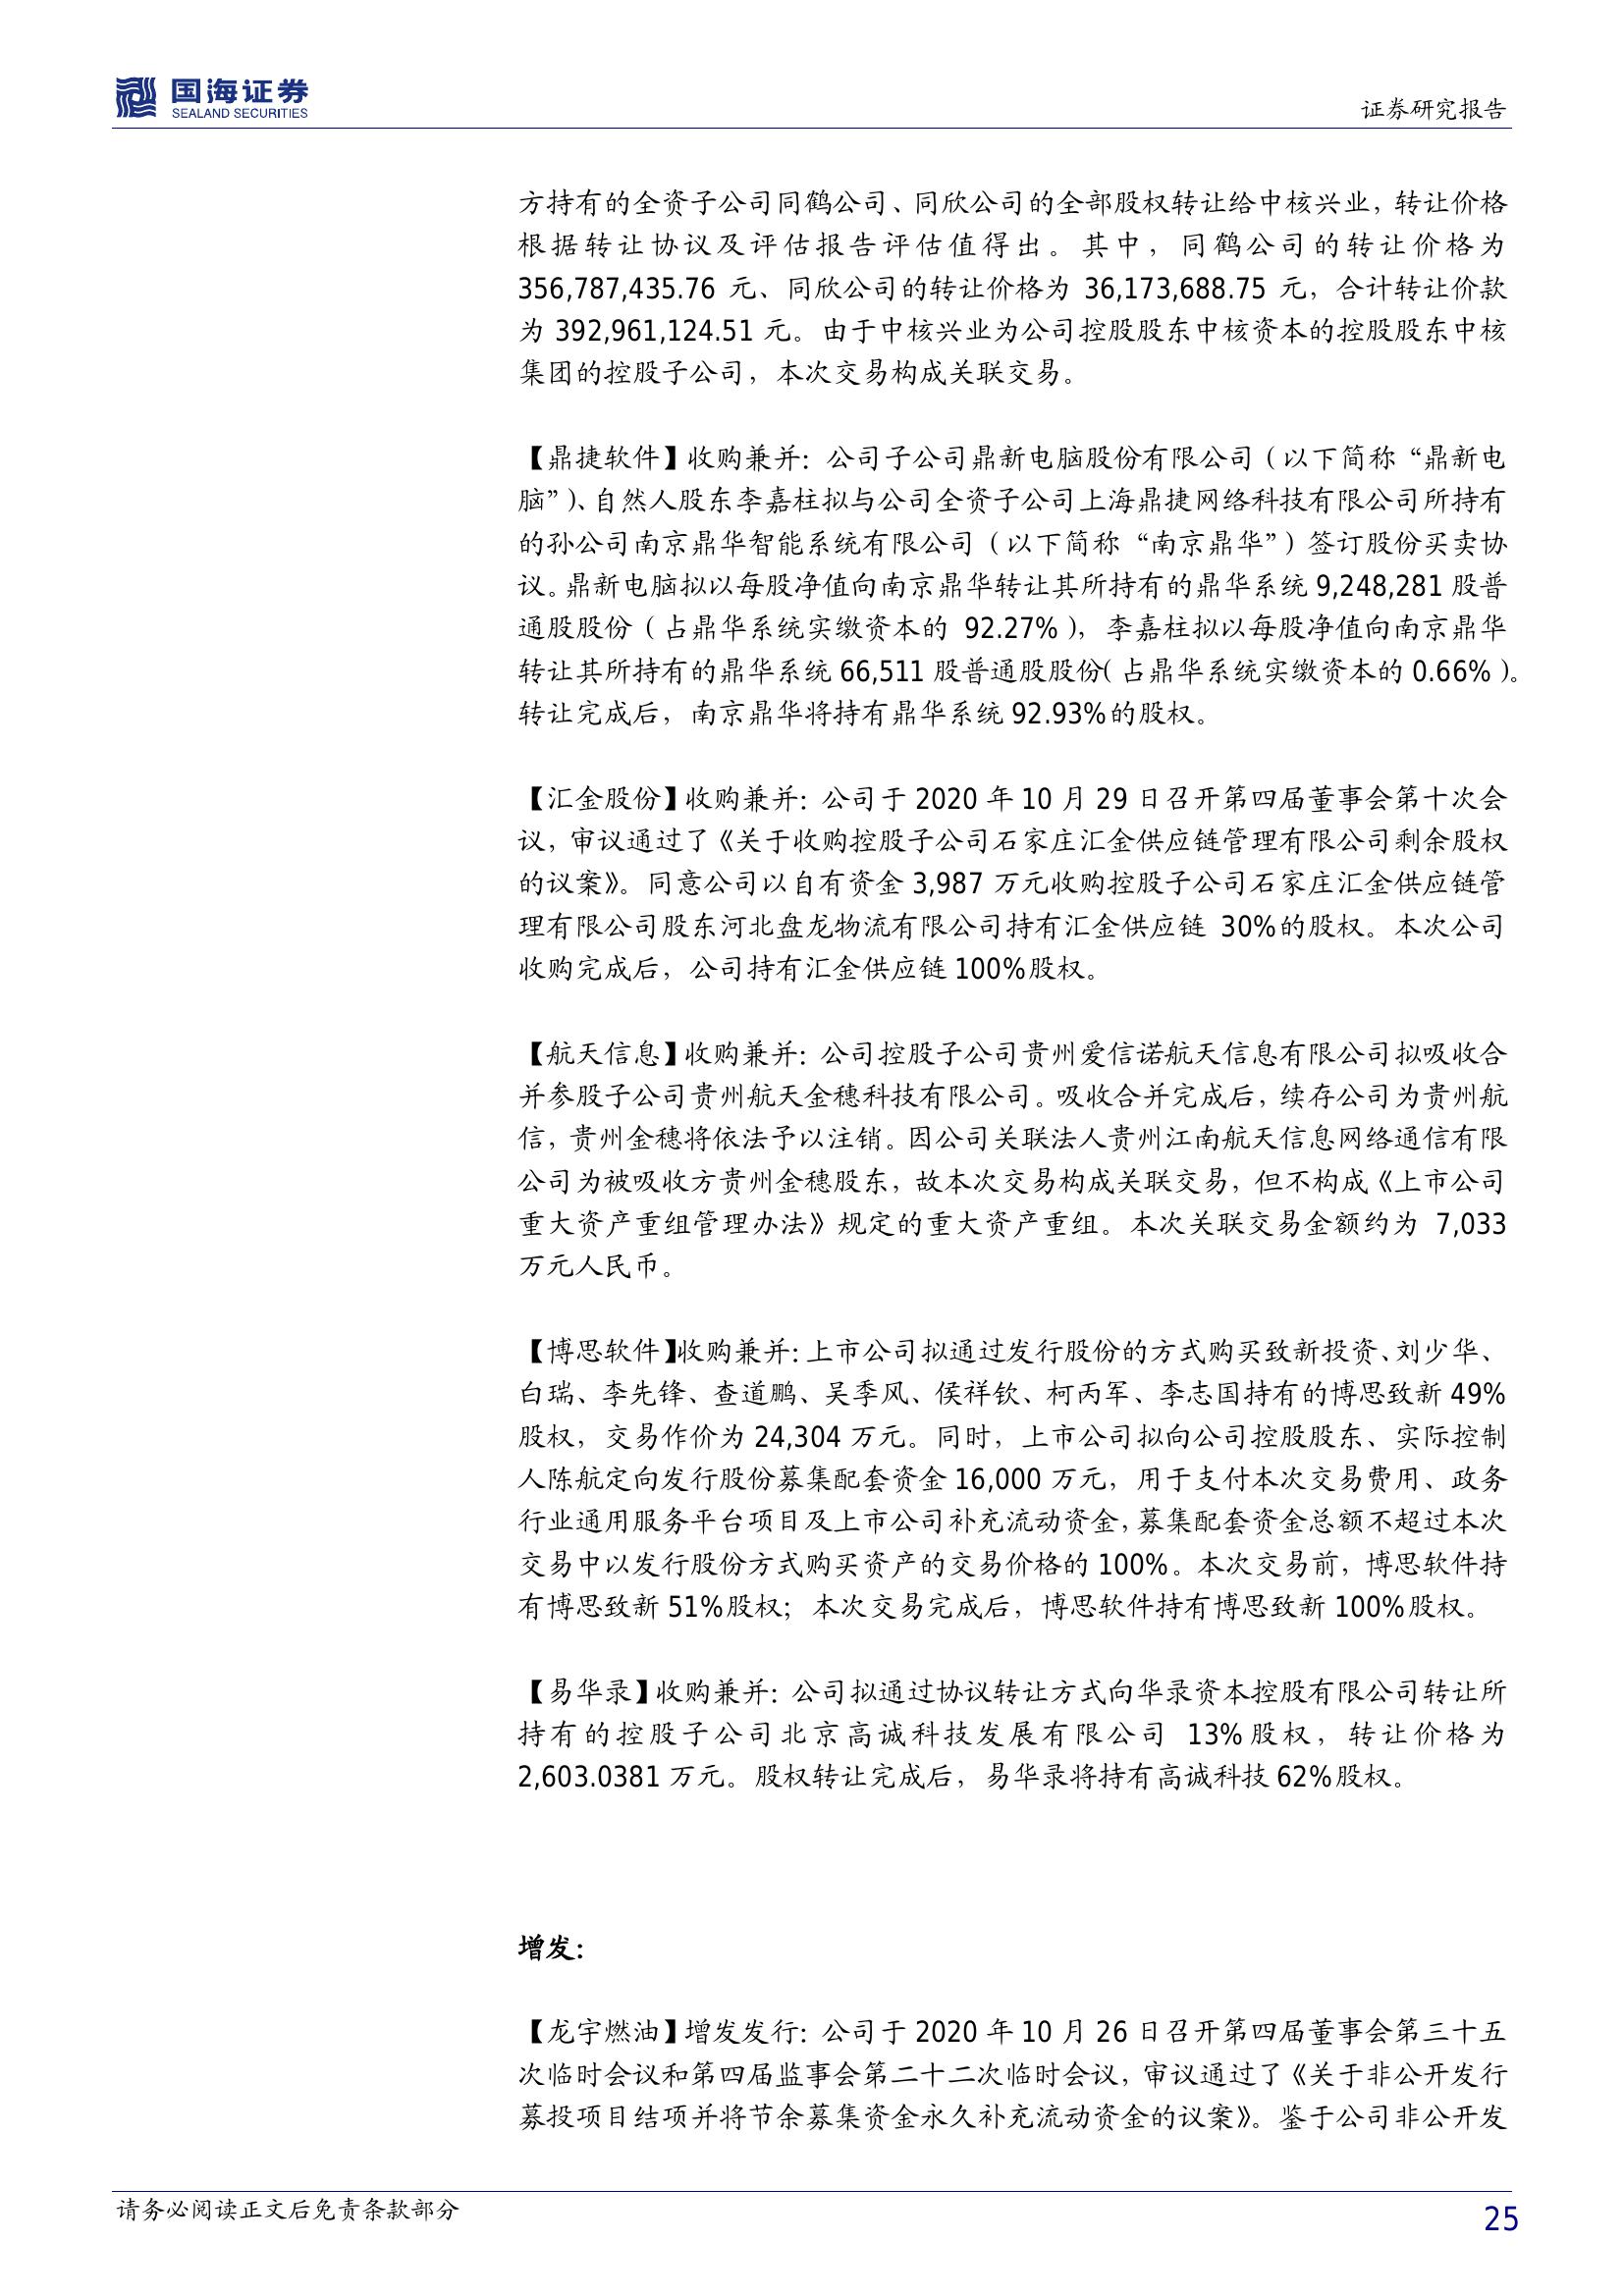 国海证券
SEALAND SECURITIES
证券研究报告
方持有的全资子公司同鹤公司、同欣公司的全部股权转让给中核兴业，转让价格
根据转让协议及评估报告评估值得出。其中，同鹤公司的转让价格为
356,787,435.76 元、同欣公司的转让价格为 36,173,688.75 元，合计转让价款
为 392,961,124.51 元。由于中核兴业为公司控股股东中核资本的控股股东中核
集团的控股子公司，本次交易构成关联交易。
【鼎捷软件】收购兼并：公司子公司鼎新电脑股份有限公司（以下简称“鼎新电
脑”）、自然人股东李嘉柱拟与公司全资子公司上海鼎捷网络科技有限公司所持有
的孙公司南京鼎华智能系统有限公司（以下简称“南京鼎华”）签订股份买卖协
议。鼎新电脑拟以每股净值向南京鼎华转让其所持有的鼎华系统 9,248,281 股普
通股股份（占鼎华系统实缴资本的 92.27%），李嘉柱拟以每股净值向南京鼎华
转让其所持有的鼎华系统 66,511 股普通股股份（占鼎华系统实缴资本的 0.66%）。
转让完成后，南京鼎华将持有鼎华系统 92.93%的股权。
【汇金股份】收购兼并：公司于 2020 年 10 月 29 日召开第四届董事会第十次会
议，审议通过了《关于收购控股子公司石家庄汇金供应链管理有限公司剩余股权
的议案》。同意公司以自有资金 3,987 万元收购控股子公司石家庄汇金供应链管
理有限公司股东河北盘龙物流有限公司持有汇金供应链 30%的股权。本次公司
收购完成后，公司持有汇金供应链 100%股权。
【航天信息】收购兼并：公司控股子公司贵州爱信诺航天信息有限公司拟吸收合
并参股子公司贵州航天金穗科技有限公司。吸收合并完成后，续存公司为贵州航
信，贵州金穗将依法予以注销。因公司关联法人贵州江南航天信息网络通信有限
公司为被吸收方贵州金穗股东，故本次交易构成关联交易，但不构成《上市公司
重大资产重组管理办法》规定的重大资产重组。本次关联交易金额约为 7,033
万元人民币。
【博思软件】收购兼并：上市公司拟通过发行股份的方式购买致新投资、刘少华、
白瑞、李先锋、查道鹏、吴季风、侯祥钦、柯丙军、李志国持有的博思致新 49%
股权，交易作价为 24,304 万元。同时，上市公司拟向公司控股股东、实际控制
人陈航定向发行股份募集配套资金 16,000 万元，用于支付本次交易费用、政务
行业通用服务平台项目及上市公司补充流动资金，募集配套资金总额不超过本次
交易中以发行股份方式购买资产的交易价格的 100%。本次交易前，博思软件持
有博思致新 51%股权；本次交易完成后，博思软件持有博思致新 100%股权。
【易华录】收购兼并：公司拟通过协议转让方式向华录资本控股有限公司转让所
持有的控股子公司北京高诚科技发展有限公司 13%股权，转让价格为
2,603.0381 万元。股权转让完成后，易华录将持有高诚科技 62%股权。
增发：
【龙宇燃油】增发发行：公司于 2020 年 10 月 26 日召开第四届董事会第三十五
次临时会议和第四届监事会第二十二次临时会议，审议通过了《关于非公开发行
募投项目结项并将节余募集资金永久补充流动资金的议案》。鉴于公司非公开发
请务必阅读正文后免责条款部分
25